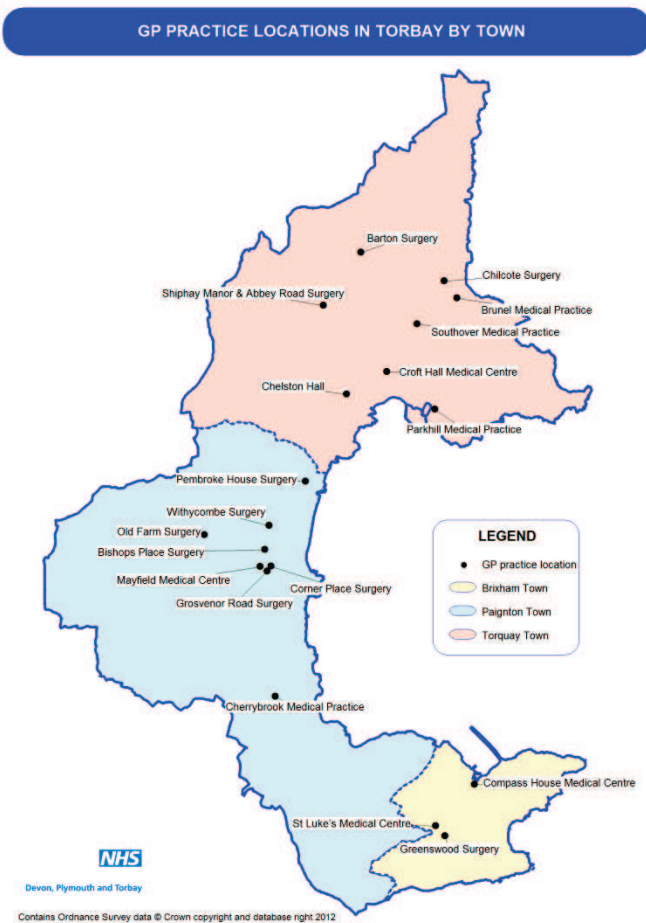 GP PRACTICE LOCATIONS IN TORBAY BY TOWN
Barton Surgery
Chilcote Surgery
Shiphay Manor & Abbey Road Surgery
Brunel Medical Practice
Southover Medical Practice
Croft Hall Medical Centre
Chelston Hall
Parkhill Medical Practice
Pembroke House Surgery
Withycombe Surgery
Old Farm Surgery
Bishops Place Surgery
Mayfield Medical Centre
Corner Place Surgery
Grosvenor Road Surgery
LEGEND
GP practice location
Brixham Town
Paignton Town
Torquay Town
Cherrybrook Medical Practice
Compass House Medical Centre
St Luke's Medical Centre
Greenswood Surgery
NHS
Devon, Plymouth and Torbay
Contains Ordnance Survey data © Crown copyright and database right 2012